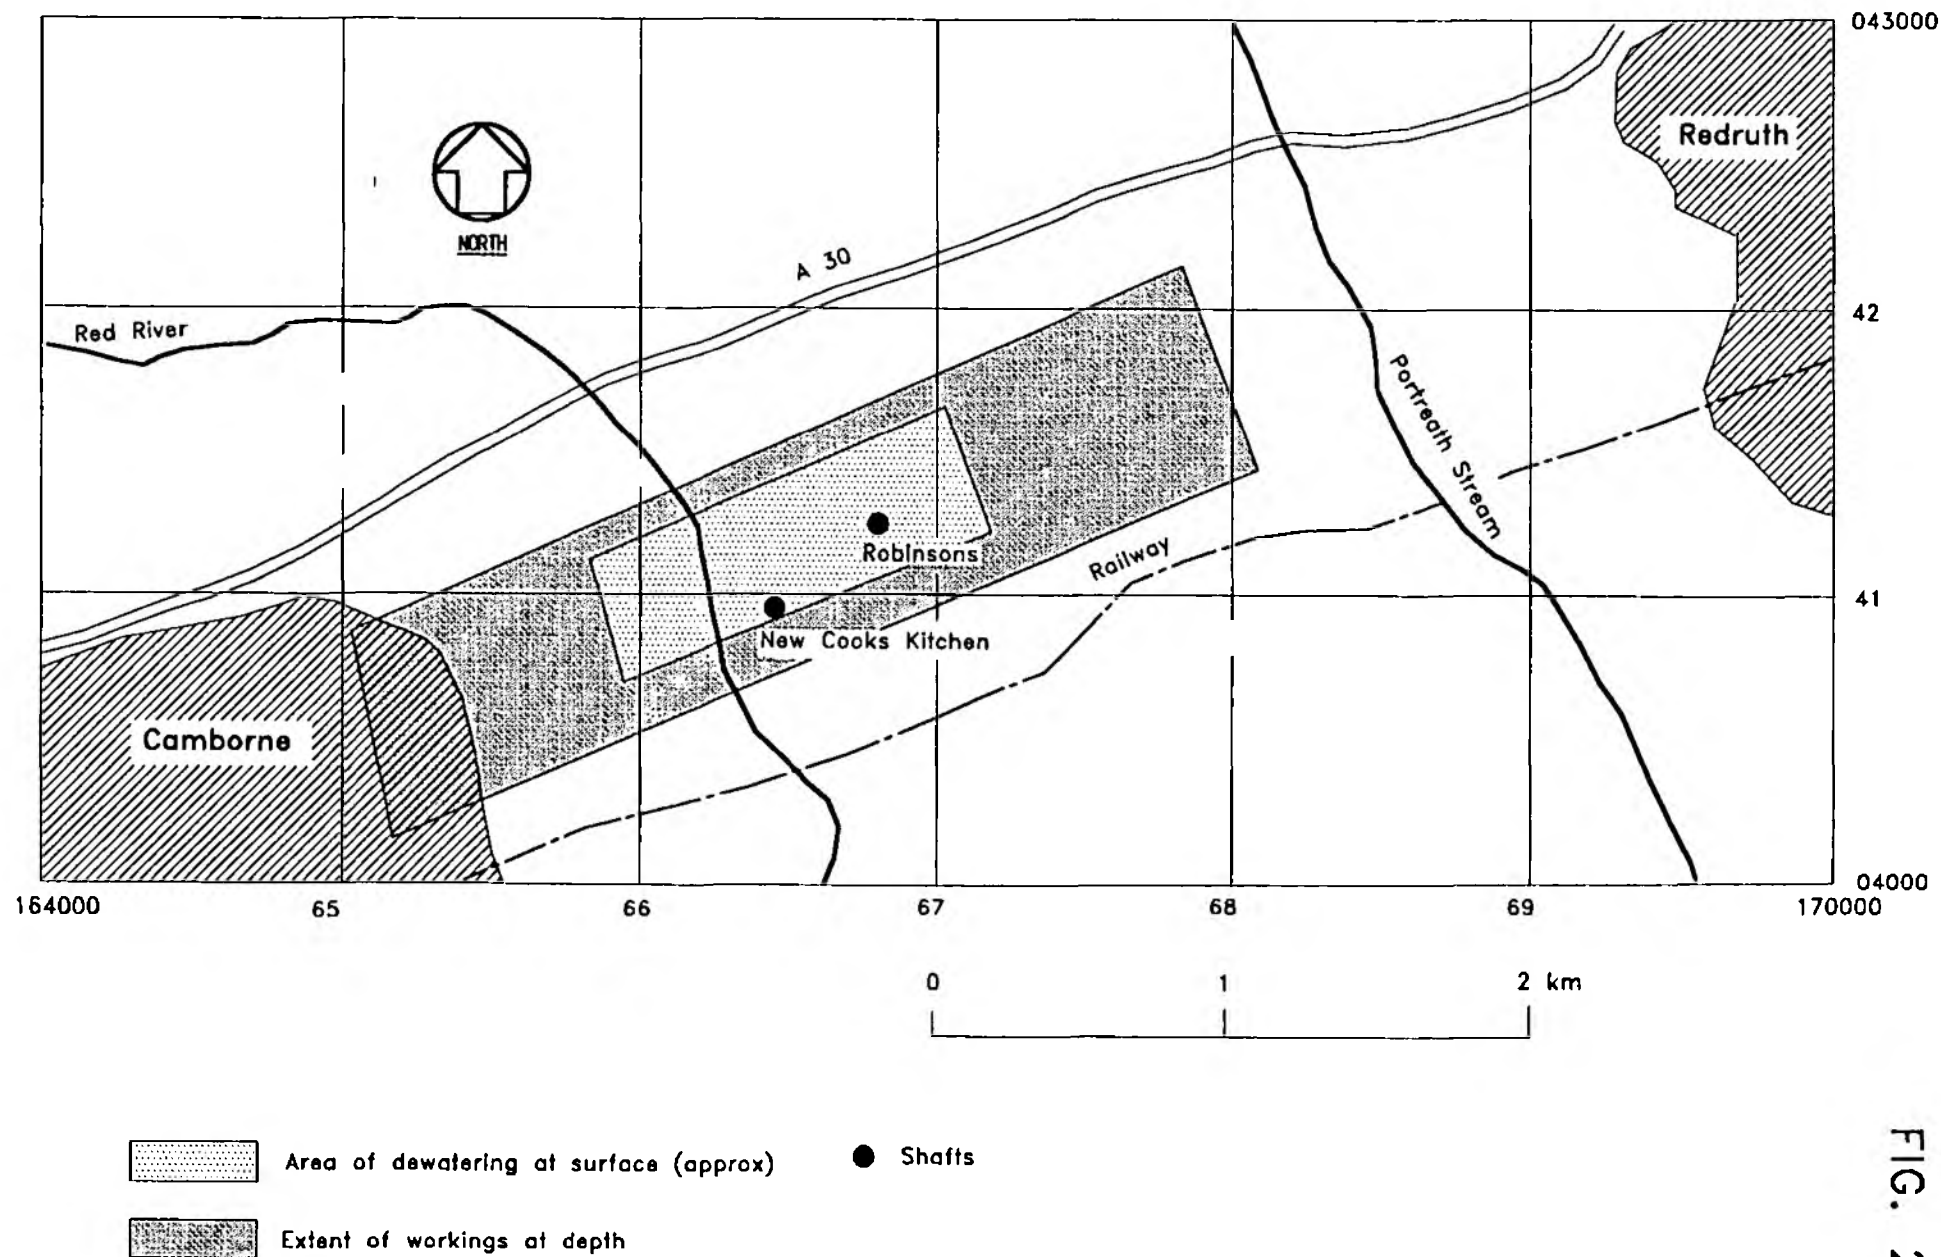 043000
Redruth
NORTH
A 30
Red River
42
Portreath Stream
Robinsons
Railway
41
New Cooks Kitchen
Camborne
04000
164000
65
66
67
68
69
170000
0
1
2 km
Area of dewatering at surface (approx)
Shafts
Extent of workings at depth
FIG. 2